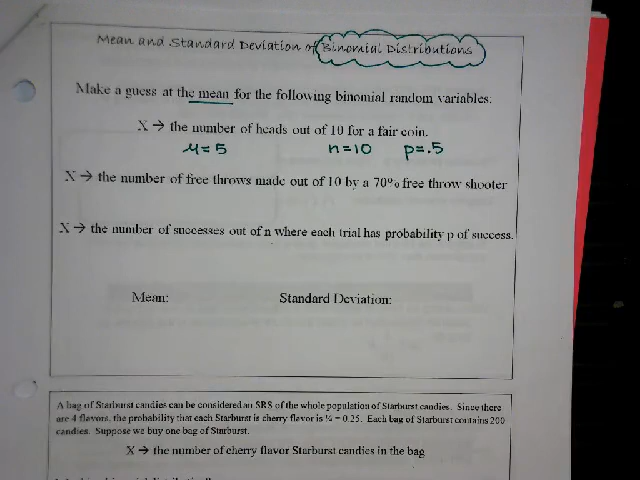 Mean and Standard Deviation of Binomial Distributions
Make a guess at the mean for the following binomial random variables:
X → the number of heads out of 10 for a fair coin.
μ=5 n=10 p=.5
X → the number of free throws made out of 10 by a 70% free throw shooter
X → the number of successes out of n where each trial has probability p of success.
Mean: Standard Deviation:
A bag of Starburst candies can be considered an SRS of the whole population of Starburst candies. Since there
are 4 flavors, the probability that each Starburst is cherry flavor is ¼ = 0.25. Each bag of Starburst contains 200
candies. Suppose we buy one bag of Starburst.
X → the number of cherry flavor Starburst candies in the bag